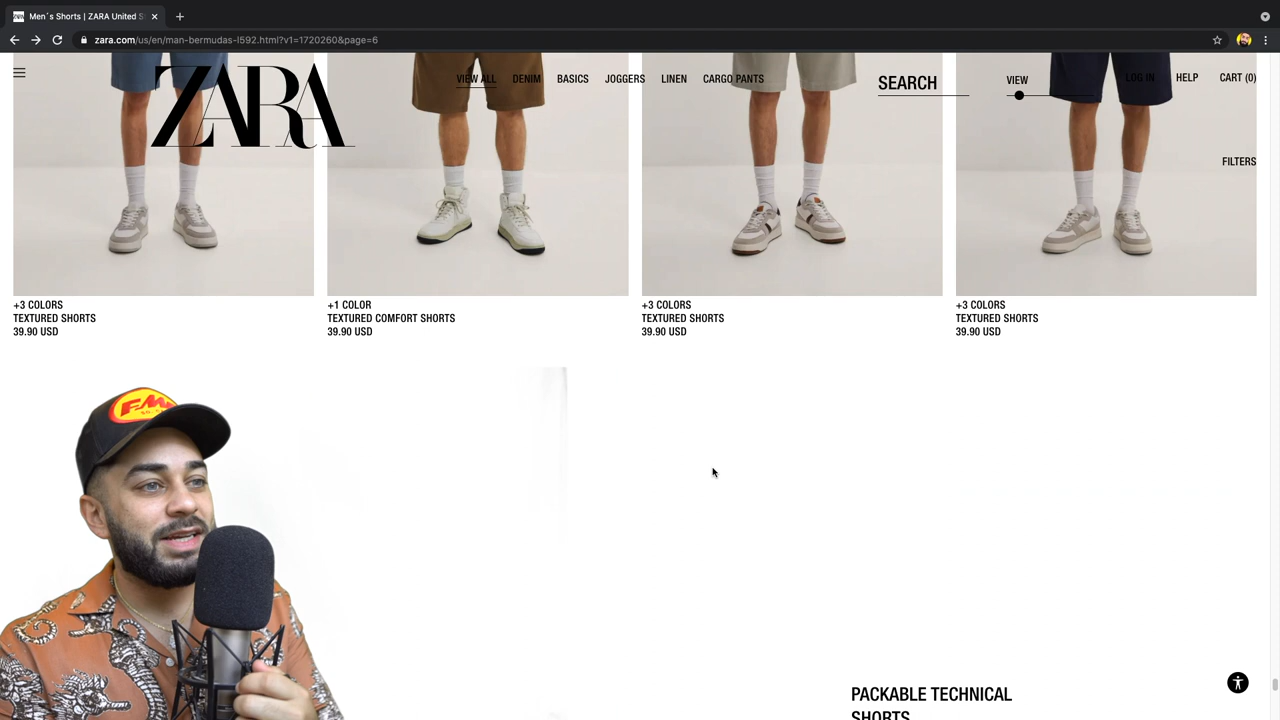 Men´s Shorts | ZARA United S
zara.com/us/en/man-bermudas-l592.html?v1=1720260&page=6
ZARA
VIEW ALL DENIM BASICS JOGGERS LINEN CARGO PANTS
SEARCH
VIEW
LOG IN HELP CART (0)
FILTERS
+3 COLORS
TEXTURED SHORTS
39.90 USD
+1 COLOR
TEXTURED COMFORT SHORTS
39.90 USD
+3 COLORS
TEXTURED SHORTS
39.90 USD
+3 COLORS
TEXTURED SHORTS
39.90 USD
FMF
PACKABLE TECHNICAL
SHORTS